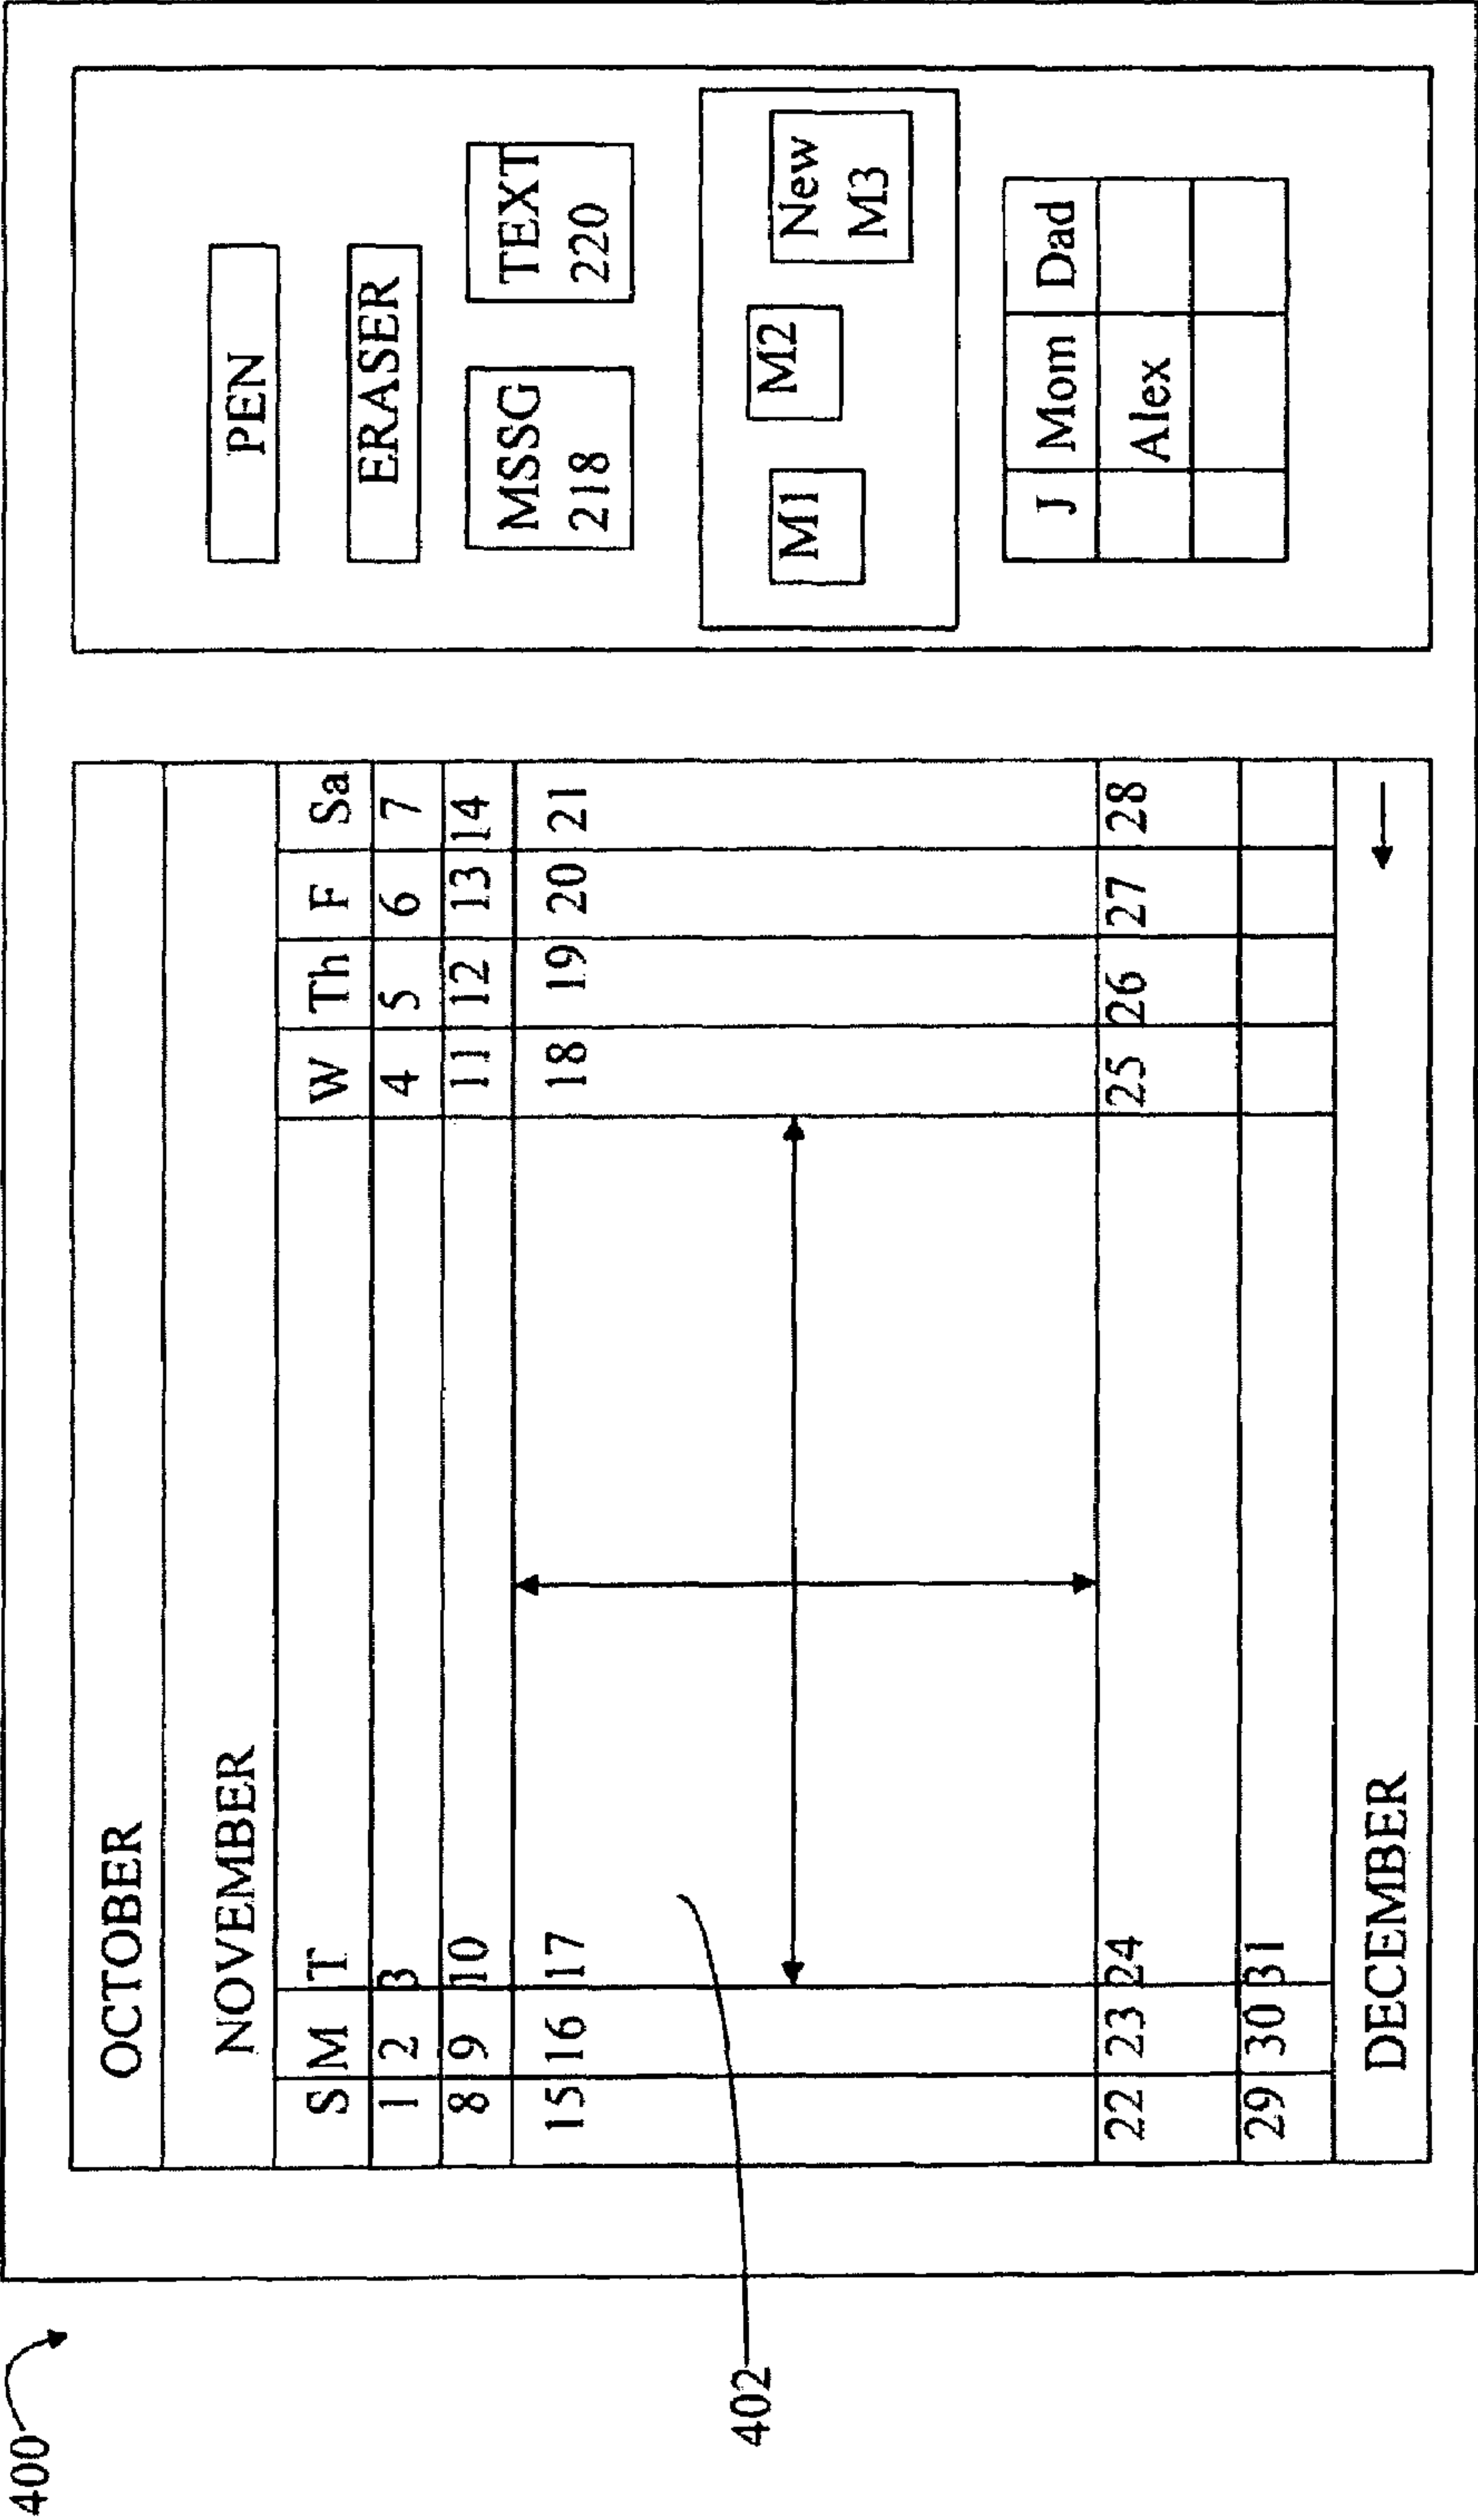 400
OCTOBER
NOVEMBER
S M T W Th F Sa
1 2 3 4 5 6 7
8 9 10 11 12 13 14
15 16 17 18 19 20 21
22 23 24 25 26 27 28
29 30 31
DECEMBER
402
PEN
ERASER
MSSG
218
TEXT
220
M1
M2
New
M3
J Mom Dad
Alex